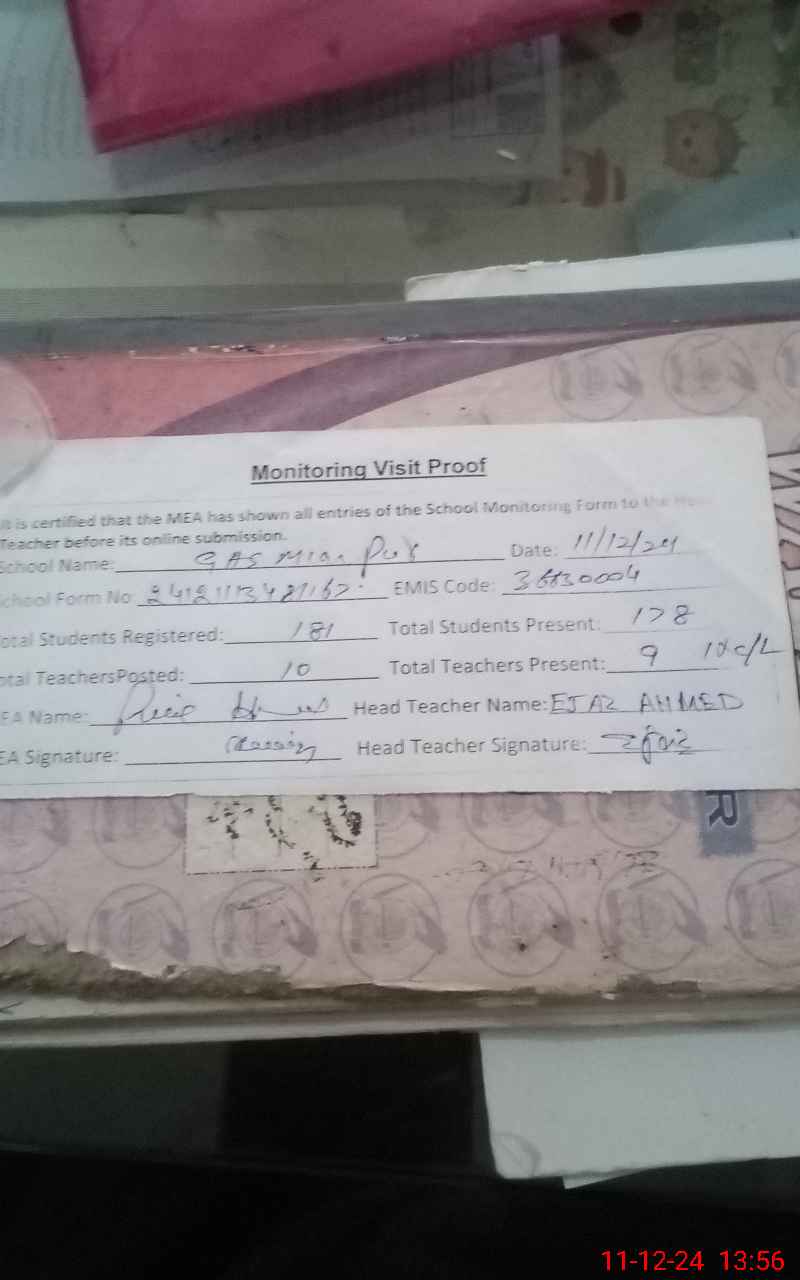 Monitoring Visit Proof
It is certified that the MEA has shown all entries of the School Monitoring Form to the
Teacher before its online submission.
School Name: Date: 11/12/24
School Form No EMIS Code: 36630004
otal Students Registered: 181 Total Students Present: 178
otal TeachersPosted: 10 Total Teachers Present: 9 1x c/L
EA Name: Head Teacher Name: EJAZ AHMED
EA Signature: Head Teacher Signature:
R
11-12-24 13:56